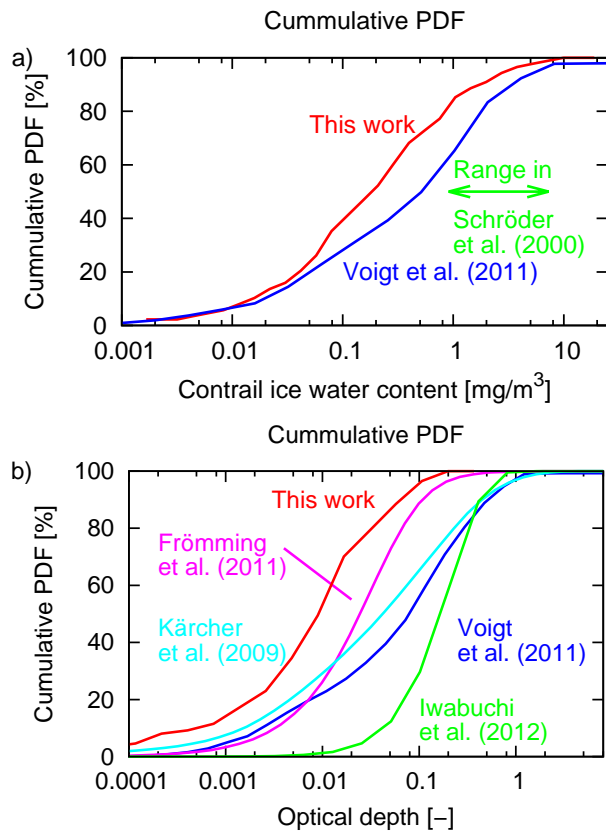 Cummulative PDF
a)
100
80
60
40
20
0
Cummulative PDF [%]
This work
Range in
Schröder
et al. (2000)
Voigt et al. (2011)
0.001 0.01 0.1 1 10
Contrail ice water content [mg/m³]
Cummulative PDF
b)
100
80
60
40
20
0
Cumulative PDF [%]
This work
Frömming
et al. (2011)
Kärcher
et al. (2009)
Voigt
et al. (2011)
Iwabuchi
et al. (2012)
0.0001 0.001 0.01 0.1 1
Optical depth [−]